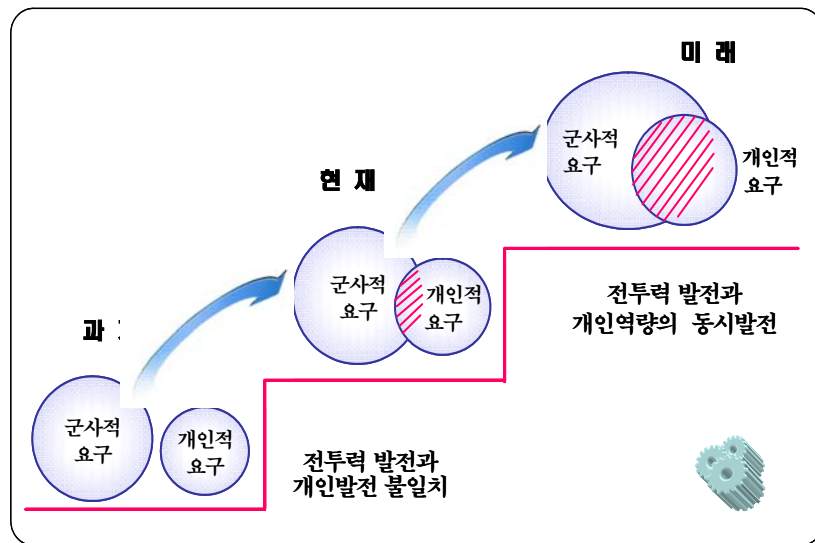 미 래
군사적
요구
개인적
요구
현 재
군사적
요구
개인적
요구
전투력 발전과
개인역량의 동시발전
과
군사적
요구
개인적
요구
전투력 발전과
개인발전 불일치